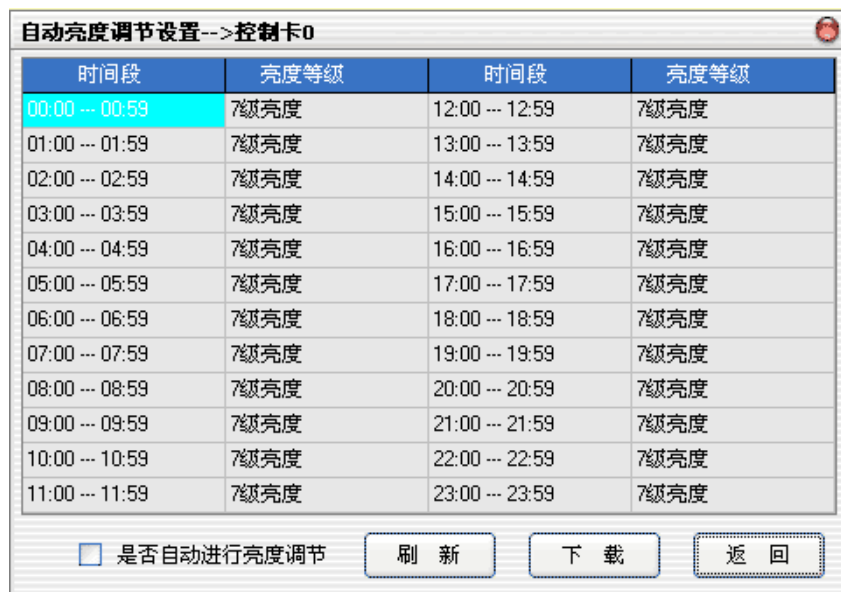 自动亮度调节设置-->控制卡0
时间段 亮度等级 时间段 亮度等级
00:00 --- 00:59 7级亮度 12:00 --- 12:59 7级亮度
01:00 --- 01:59 7级亮度 13:00 --- 13:59 7级亮度
02:00 --- 02:59 7级亮度 14:00 --- 14:59 7级亮度
03:00 --- 03:59 7级亮度 15:00 --- 15:59 7级亮度
04:00 --- 04:59 7级亮度 16:00 --- 16:59 7级亮度
05:00 --- 05:59 7级亮度 17:00 --- 17:59 7级亮度
06:00 --- 06:59 7级亮度 18:00 --- 18:59 7级亮度
07:00 --- 07:59 7级亮度 19:00 --- 19:59 7级亮度
08:00 --- 08:59 7级亮度 20:00 --- 20:59 7级亮度
09:00 --- 09:59 7级亮度 21:00 --- 21:59 7级亮度
10:00 --- 10:59 7级亮度 22:00 --- 22:59 7级亮度
11:00 --- 11:59 7级亮度 23:00 --- 23:59 7级亮度
是否自动进行亮度调节 刷 新 下 载 返 回